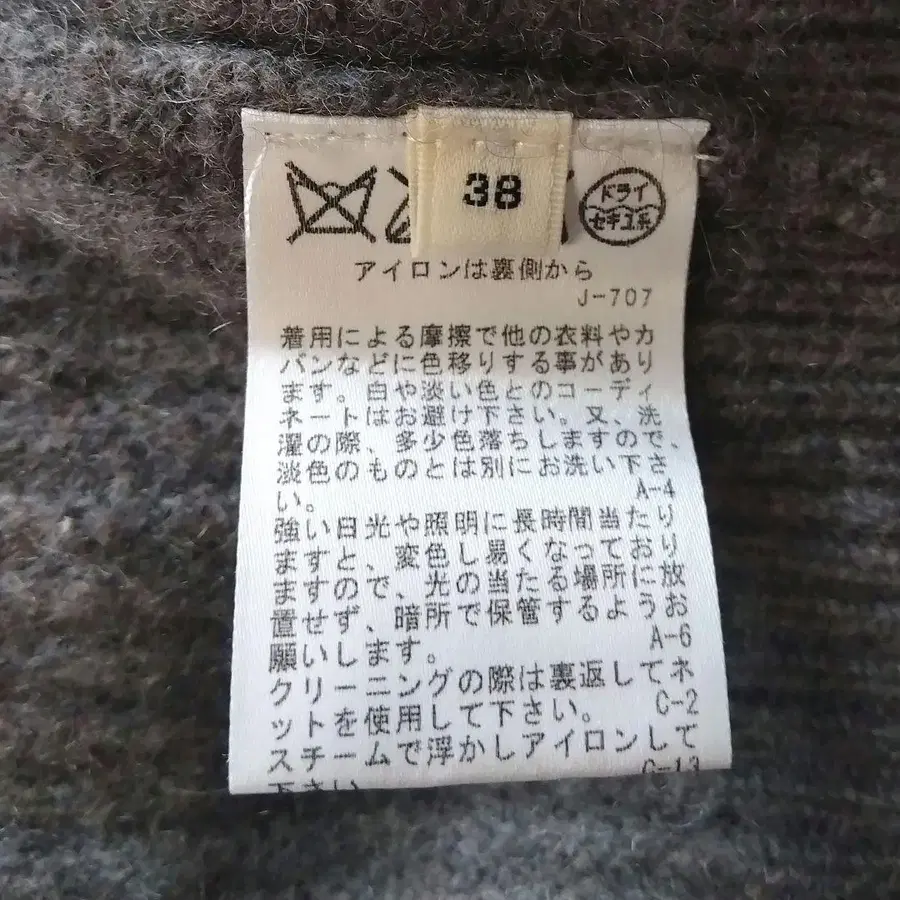 38
ドライ
セキユ系
アイロンは裏側から
J-707
着用による摩擦で他の衣料やカ
バンなどに色移りする事があり
ます。白や淡い色とのコーディ
ネートはお避け下さい。又、洗
濯の際、多少色落ちしますので、
淡色のものとは別にお洗い下さ
い。 A-4
強い日光や照明に長時間当たり
ますと、変色し易くなっており
ますので、光の当たる場所に放
置せず、暗所で保管するようお
願いします。 A-6
クリーニングの際は裏返してネ
ットを使用して下さい。 C-2
スチームで浮かしアイロンして
下さい C-13